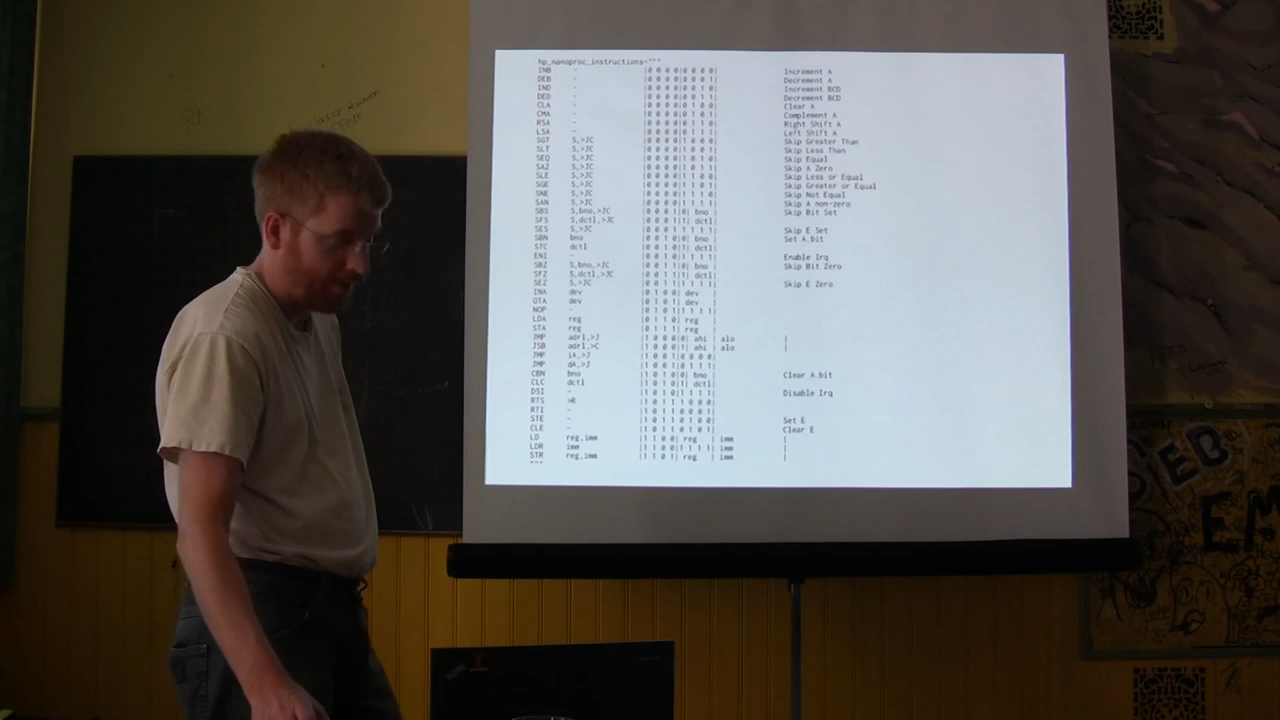 hp_nanoproc_instructions="""
INB - |0 0 0 0|0 0 0 0| Increment A
DEB - |0 0 0 0|0 0 0 1| Decrement A
IND - |0 0 0 0|0 0 1 0| Increment BCD
DED - |0 0 0 0|0 0 1 1| Decrement BCD
CLA - |0 0 0 0|0 1 0 0| Clear A
CMA - |0 0 0 0|0 1 0 1| Complement A
RSA - |0 0 0 0|0 1 1 0| Right Shift A
LSA - |0 0 0 0|0 1 1 1| Left Shift A
SGT S,>JC |0 0 0 0|1 0 0 0| Skip Greater Than
SLT S,>JC |0 0 0 0|1 0 0 1| Skip Less Than
SEQ S,>JC |0 0 0 0|1 0 1 0| Skip Equal
SAZ S,>JC |0 0 0 0|1 0 1 1| Skip A Zero
SLE S,>JC |0 0 0 0|1 1 0 0| Skip Less or Equal
SGE S,>JC |0 0 0 0|1 1 0 1| Skip Greater or Equal
SNE S,>JC |0 0 0 0|1 1 1 0| Skip Not Equal
SAN S,>JC |0 0 0 0|1 1 1 1| Skip A non-zero
SBS S,bno,>JC |0 0 0 1|0| bno | Skip Bit Set
SFS S,dctl,>JC |0 0 0 1|1| dctl|
SES S,>JC |0 0 0 1|1 1 1 1| Skip E Set
SBN bno |0 0 1 0|0| bno | Set A.bit
STC dctl |0 0 1 0|1| dctl|
ENI - |0 0 1 0|1 1 1 1| Enable Irq
SBZ S,bno,>JC |0 0 1 1|0| bno | Skip Bit Zero
SFZ S,dctl,>JC |0 0 1 1|1| dctl|
SEZ S,>JC |0 0 1 1|1 1 1 1| Skip E Zero
INA dev |0 1 0 0| dev |
OTA dev |0 1 0 1| dev |
NOP - |0 1 0 1|1 1 1 1|
LDA reg |0 1 1 0| reg |
STA reg |0 1 1 1| reg |
JMP adrl,>J |1 0 0 0|0| ahi | alo |
JSB adrl,>C |1 0 0 0|1| ahi | alo |
JMP iA,>J |1 0 0 1|0 0 0 0|
JMP dA,>J |1 0 0 1|0 1 1 1|
CBN bno |1 0 1 0|0| bno | Clear A.bit
CLC dctl |1 0 1 0|1| dctl|
DSI - |1 0 1 0|1 1 1 1| Disable Irq
RTS >R |1 0 1 1|1 0 0 0|
RTI - |1 0 1 1|0 0 0 1|
STE - |1 0 1 1|0 1 0 0| Set E
CLE - |1 0 1 1|0 1 0 1| Clear E
LD reg,imm |1 1 0 0| reg | imm |
LDR imm |1 1 0 0|1 1 1 1| imm |
STR reg,imm |1 1 0 1| reg | imm |
"""
SEB
EM